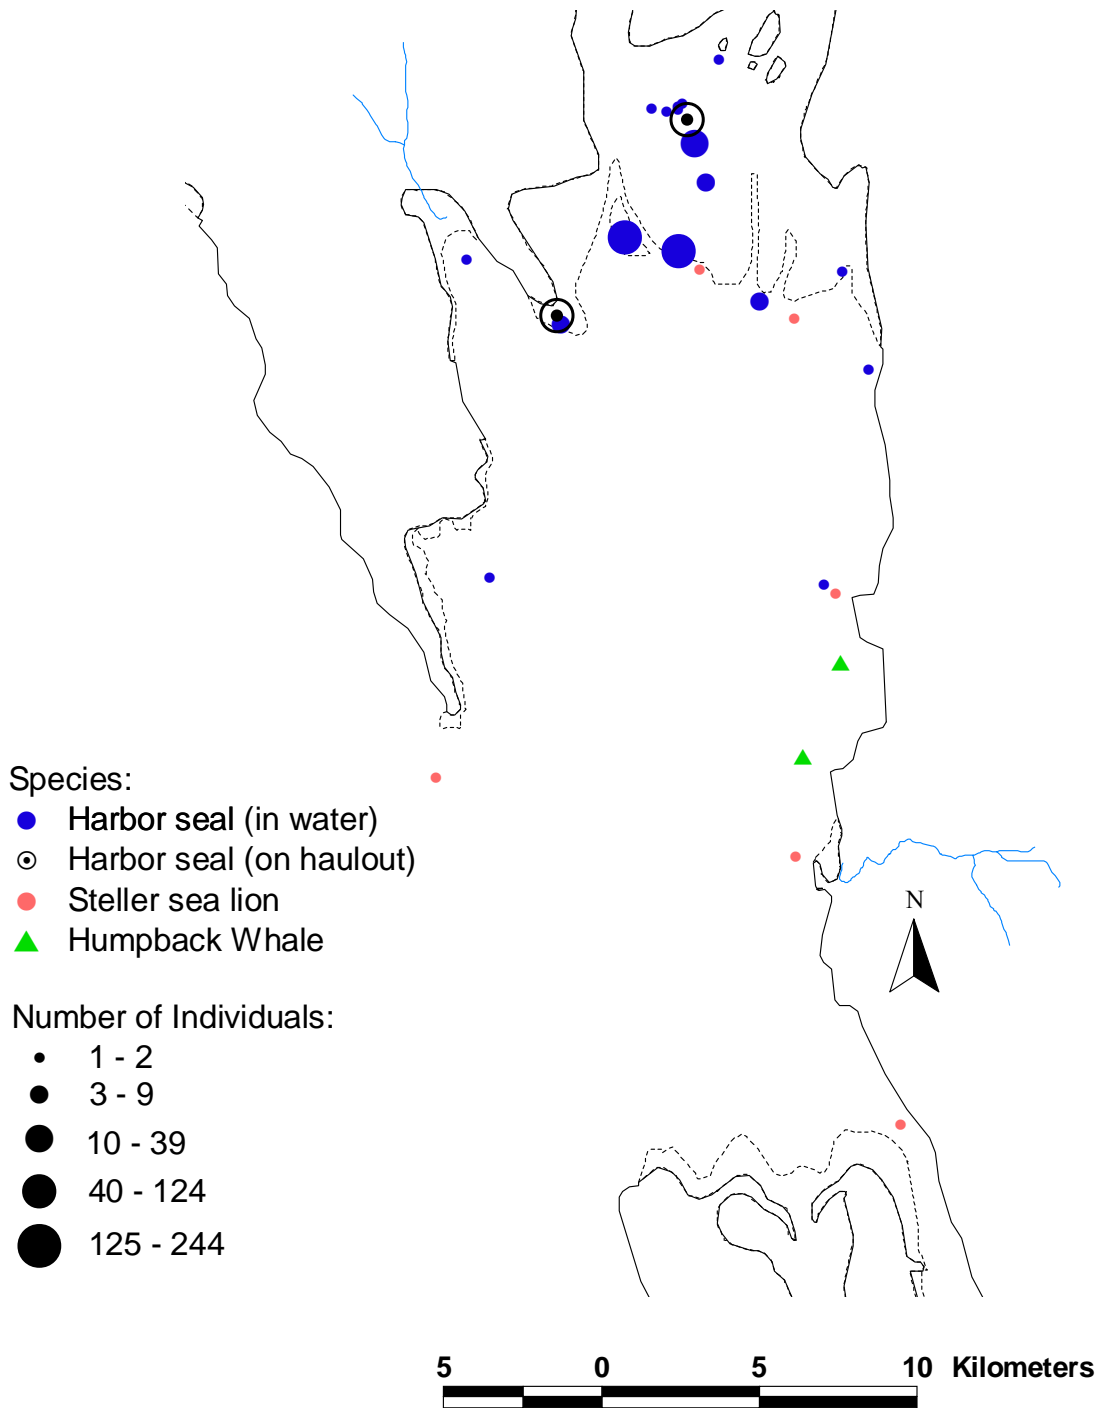 Species:
Harbor seal (in water)
Harbor seal (on haulout)
Steller sea lion
Humpback Whale
N
Number of Individuals:
1 - 2
3 - 9
10 - 39
40 - 124
125 - 244
5 0 5 10 Kilometers